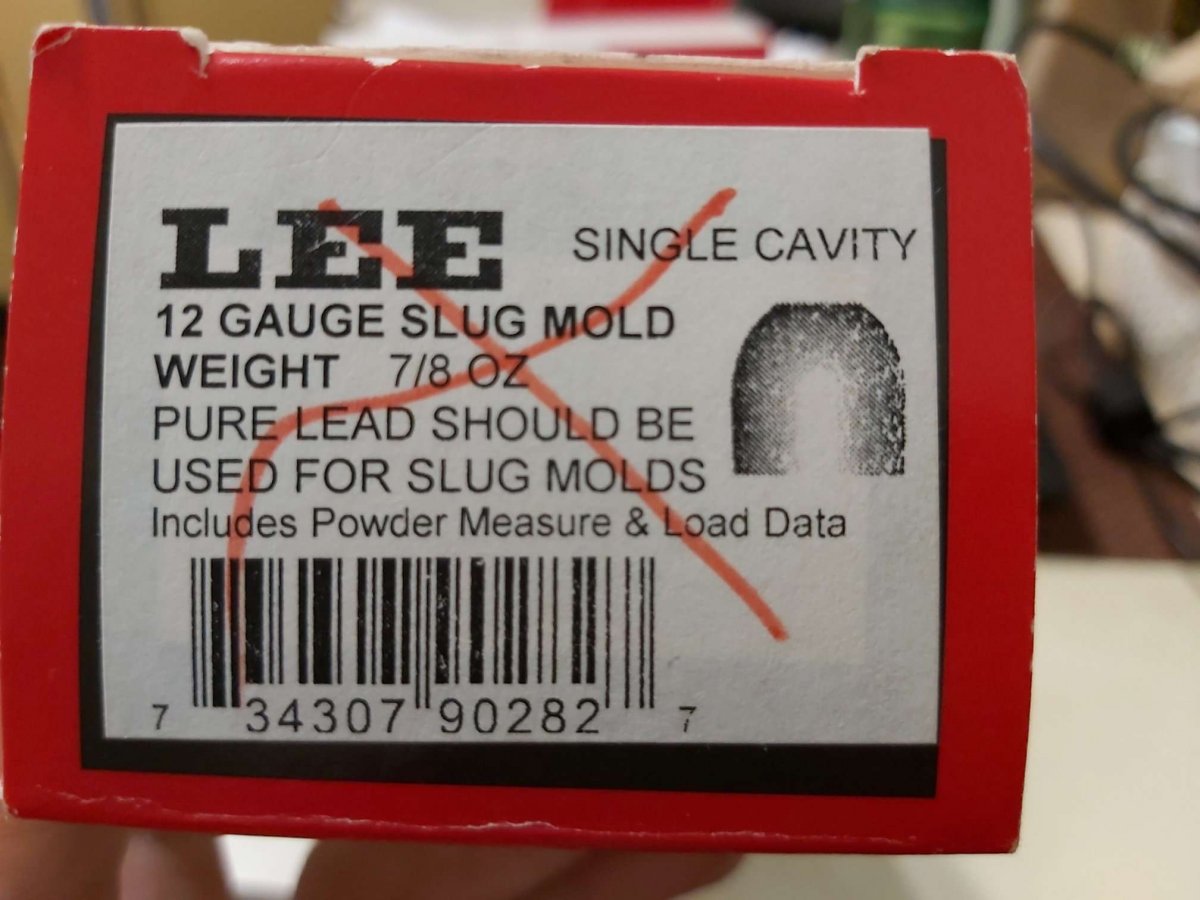 LEE
SINGLE CAVITY
12 GAUGE SLUG MOLD
WEIGHT 7/8 OZ
PURE LEAD SHOULD BE
USED FOR SLUG MOLDS
Includes Powder Measure & Load Data
7 34307 90282 7